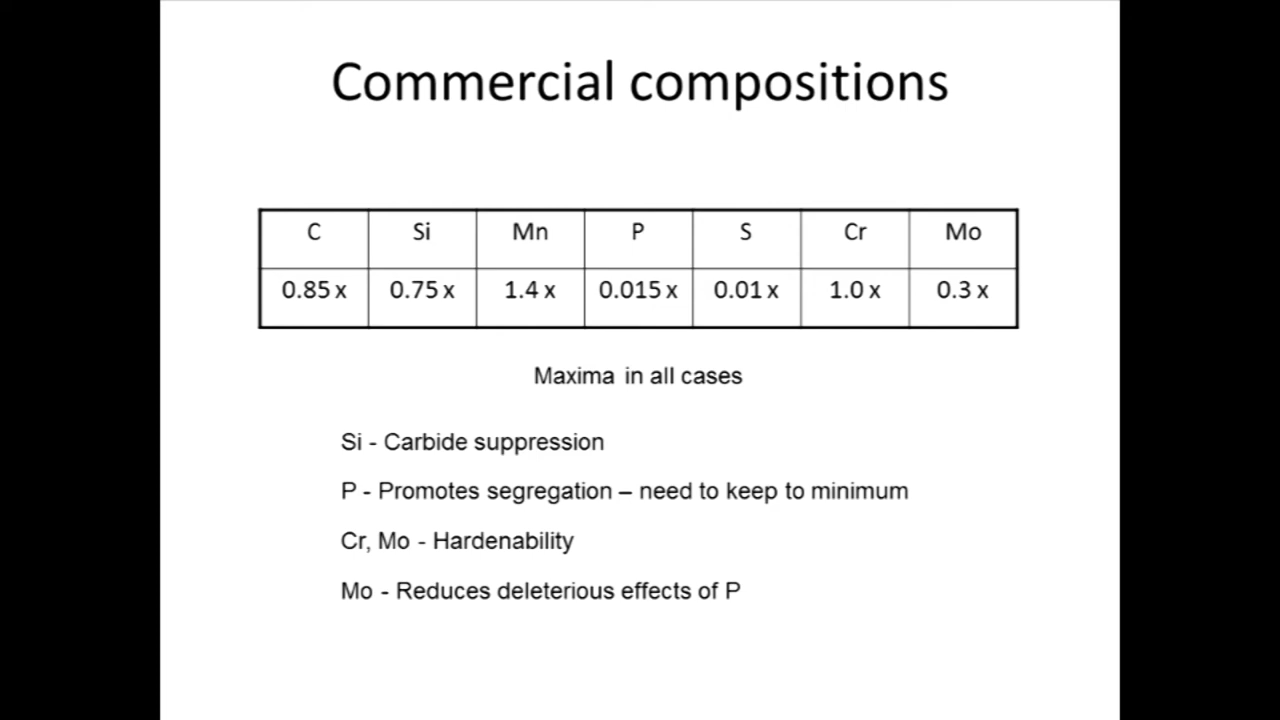 Commercial compositions
C Si Mn P S Cr Mo
0.85 x 0.75 x 1.4 x 0.015 x 0.01 x 1.0 x 0.3 x
Maxima in all cases
Si - Carbide suppression
P - Promotes segregation – need to keep to minimum
Cr, Mo - Hardenability
Mo - Reduces deleterious effects of P